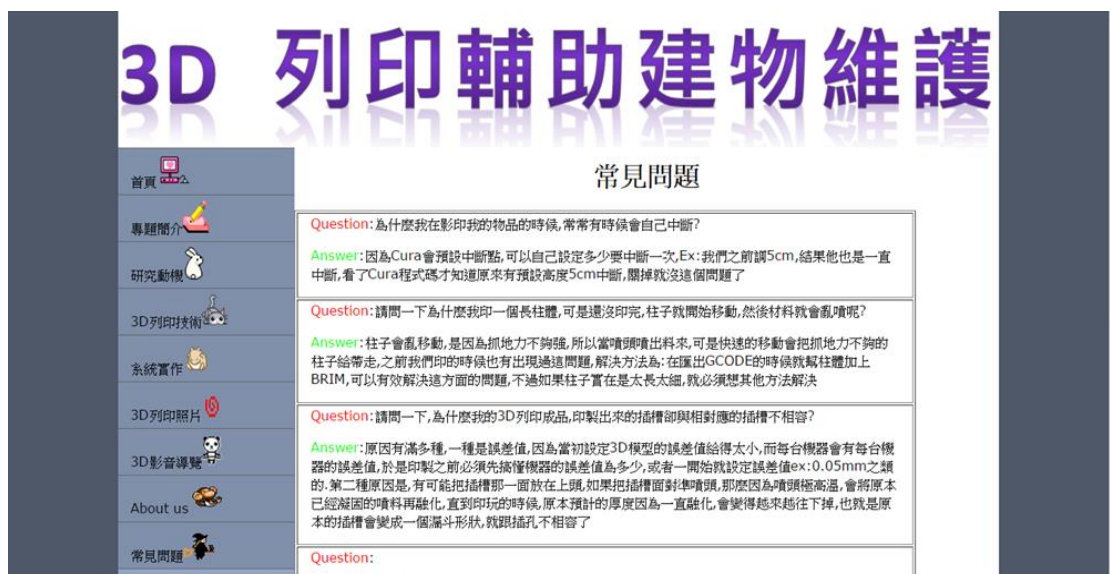 3D 列印輔助建物維護
首頁
專題簡介
研究動機
3D列印技術
系統實作
3D列印照片
3D影音導覽
About us
常見問題
常見問題
Question:為什麼我在影印我的物品的時候,常常有時候會自己中斷?
Answer:因為Cura會預設中斷點,可以自己設定多少要中斷一次,Ex:我們之前調5cm,結果他也是一直
中斷,看了Cura程式碼才知道原來有預設高度5cm中斷,關掉就沒這個問題了
Question:請問一下為什麼我印一個長柱體,可是還沒印完,柱子就開始移動,然後材料就會亂噴呢?
Answer:柱子會亂移動,是因為抓地力不夠強,所以當噴頭噴出料來,可是快速的移動會把抓地力不夠的
柱子給帶走,之前我們印的時候也有出現過這問題,解決方法為:在匯出GCODE的時候就幫柱體加上
BRIM,可以有效解決這方面的問題,不過如果柱子實在是太長太細,就必須想其他方法解決
Question:請問一下,為什麼我的3D列印成品,印製出來的插槽卻與相對應的插槽不相容?
Answer:原因有滿多種,一種是誤差值,因為當初設定3D模型的誤差值給得太小,而每台機器會有每台機
器的誤差值,於是印製之前必須先搞懂機器的誤差值為多少,或者一開始就設定誤差值ex:0.05mm之類
的.第二種原因是,有可能把插槽那一面放在上頭,如果把插槽面對準噴頭,那麼因為噴頭極高溫,會將原本
已經凝固的噴料再融化,直到印玩的時候,原本預計的厚度因為一直融化,會變得越來越往下掉,也就是原
本的插槽會變成一個漏斗形狀,就跟插孔不相容了
Question: